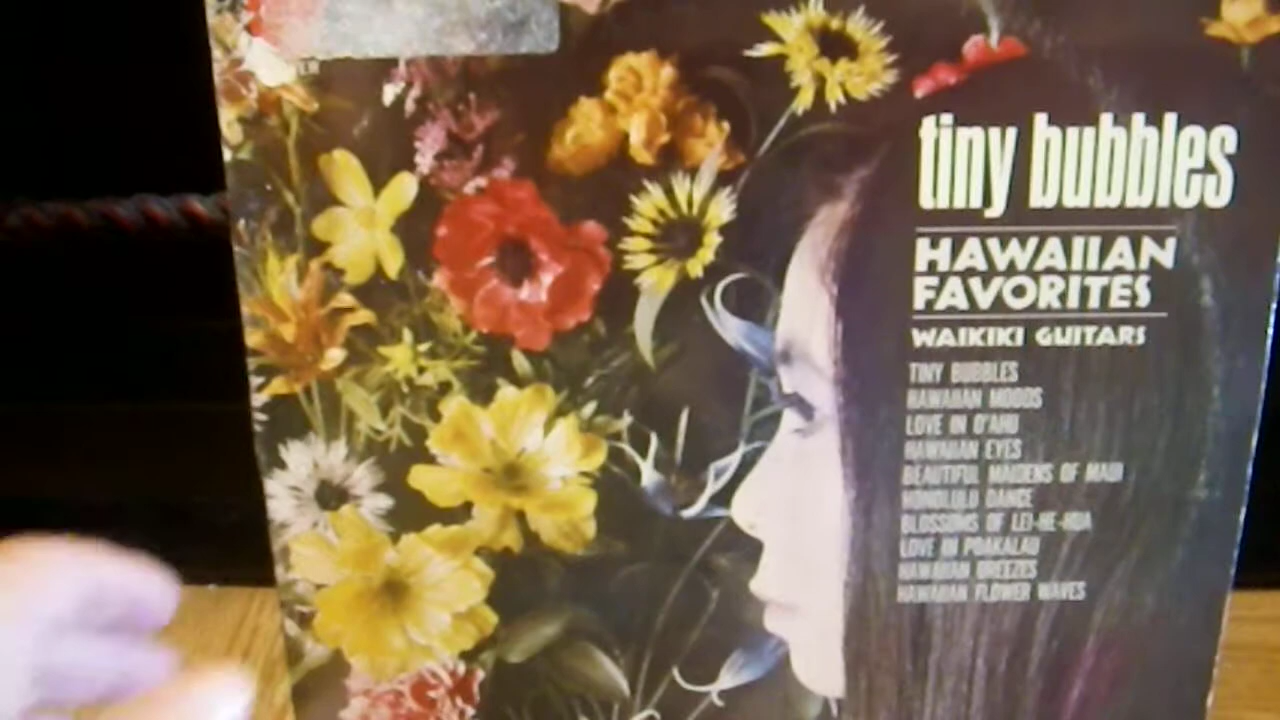 tiny bubbles
HAWAIIAN
FAVORITES
WAIKIKI GUITARS
TINY BUBBLES
HAWAIIAN MOODS
LOVE IN O'AHU
HAWAIIAN EYES
BEAUTIFUL MAIDENS OF MAUI
HONOLULU DANCE
BLOSSOMS OF LEI-HE-HUA
LOVE IN POAKALAU
HAWAIIAN BREEZES
HAWAIIAN FLOWER WAVES